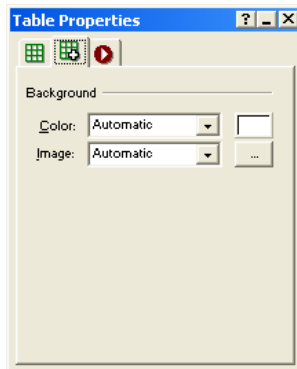 Table Properties
Background
Color: Automatic
Image: Automatic ...